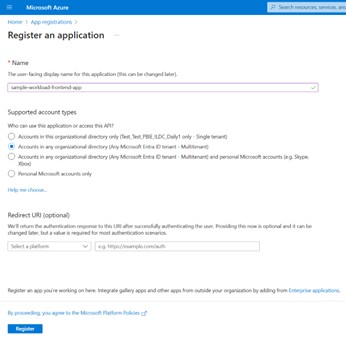 Microsoft Azure
Search resources, services, and
Home > App registrations >
Register an application ...
* Name
The user-facing display name for this application (this can be changed later).
sample-workload-frontend-app
Supported account types
Who can use this application or access this API?
Accounts in this organizational directory only (Test_Test_PBIE_ILDC_Daily1 only - Single tenant)
Accounts in any organizational directory (Any Microsoft Entra ID tenant - Multitenant)
Accounts in any organizational directory (Any Microsoft Entra ID tenant - Multitenant) and personal Microsoft accounts (e.g. Skype,
Xbox)
Personal Microsoft accounts only
Help me choose...
Redirect URI (optional)
We'll return the authentication response to this URI after successfully authenticating the user. Providing this now is optional and it can be
changed later, but a value is required for most authentication scenarios.
Select a platform
e.g. https://example.com/auth
Register an app you're working on here. Integrate gallery apps and other apps from outside your organization by adding from Enterprise applications.
By proceeding, you agree to the Microsoft Platform Policies
Register